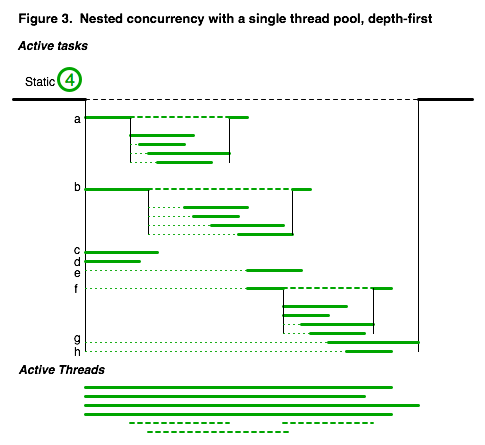 Figure 3. Nested concurrency with a single thread pool, depth-first
Active tasks
Static 4
a
b
c
d
e
f
g
h
Active Threads